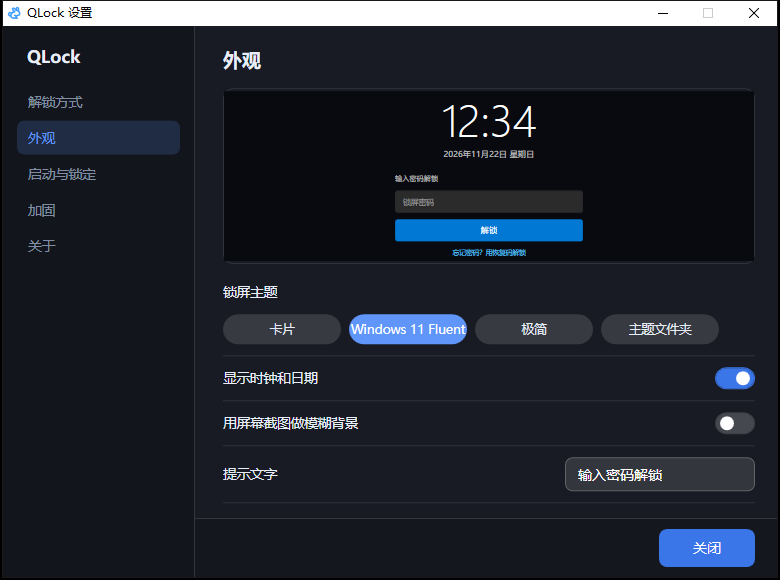 QLock 设置
QLock
解锁方式
外观
启动与锁定
加固
关于
外观
12:34
2026年11月22日 星期日
输入密码解锁
锁屏密码
解锁
忘记密码？用恢复码解锁
锁屏主题
卡片
Windows 11 Fluent
极简
主题文件夹
显示时钟和日期
用屏幕截图做模糊背景
提示文字
输入密码解锁
关闭